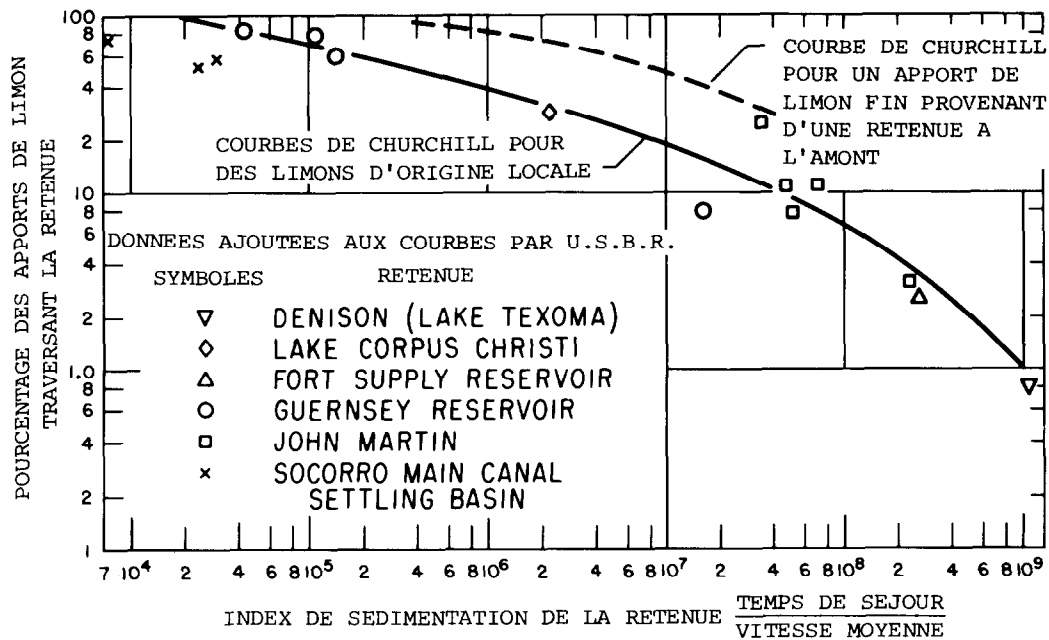 100
8
6
4
2
10
8
6
4
2
1.0
8
6
4
2
1
POURCENTAGE DES APPORTS DE LIMON
TRAVERSANT LA RETENUE
COURBE DE CHURCHILL
POUR UN APPORT DE
LIMON FIN PROVENANT
D'UNE RETENUE A
L'AMONT
COURBES DE CHURCHILL POUR
DES LIMONS D'ORIGINE LOCALE
DONNEES AJOUTEES AUX COURBES PAR U.S.B.R.
SYMBOLES RETENUE
DENISON (LAKE TEXOMA)
LAKE CORPUS CHRISTI
FORT SUPPLY RESERVOIR
GUERNSEY RESERVOIR
JOHN MARTIN
SOCORRO MAIN CANAL
SETTLING BASIN
7 10⁴ 2 4 6 8 10⁵ 2 4 6 8 10⁶ 2 4 6 8 10⁷ 2 4 6 8 10⁸ 2 4 6 8 10⁹
INDEX DE SEDIMENTATION DE LA RETENUE TEMPS DE SEJOUR
VITESSE MOYENNE